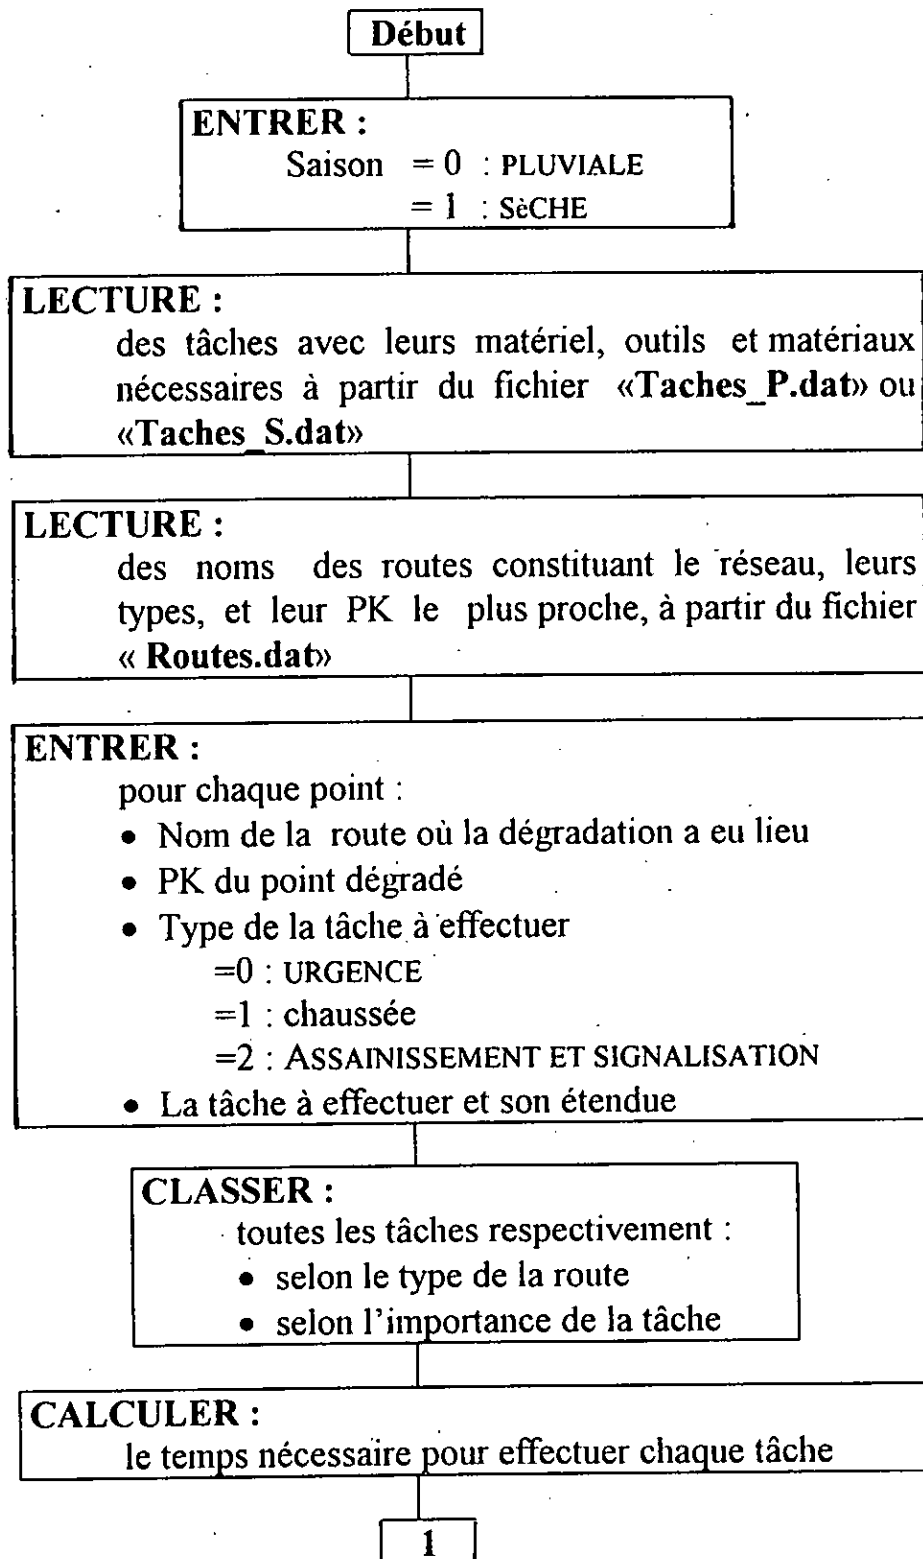 Début
ENTRER :
Saison = 0 : PLUVIALE
= 1 : SèCHE
LECTURE :
des tâches avec leurs matériel, outils et matériaux
nécessaires à partir du fichier «Taches_P.dat» ou
«Taches_S.dat»
LECTURE :
des noms des routes constituant le réseau, leurs
types, et leur PK le plus proche, à partir du fichier
« Routes.dat»
ENTRER :
pour chaque point :
• Nom de la route où la dégradation a eu lieu
• PK du point dégradé
• Type de la tâche à effectuer
=0 : URGENCE
=1 : chaussée
=2 : ASSAINISSEMENT ET SIGNALISATION
• La tâche à effectuer et son étendue
CLASSER :
toutes les tâches respectivement :
• selon le type de la route
• selon l'importance de la tâche
CALCULER :
le temps nécessaire pour effectuer chaque tâche
1